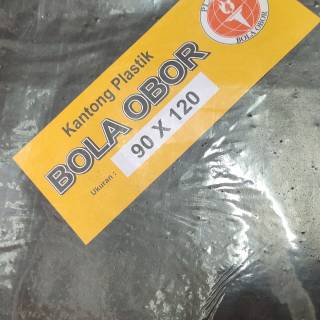 Kantong Plastik
BOLA OBOR
Ukuran : 90 X 120
BOLA OBOR